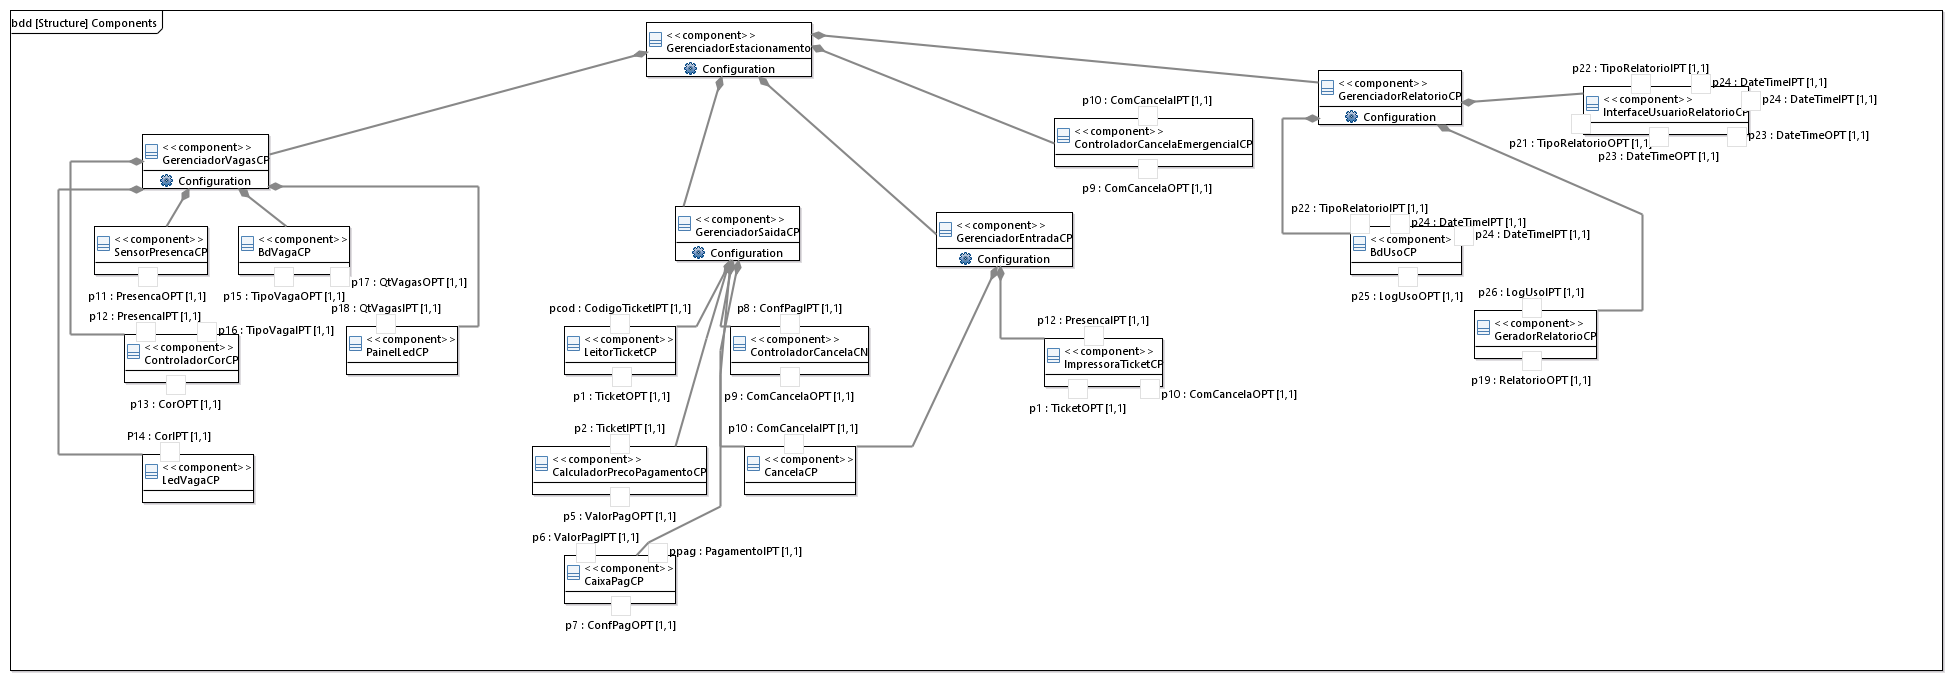 bdd [Structure] Components
<<component>>
GerenciadorEstacionamento
Configuration
<<component>>
GerenciadorRelatorioCP
Configuration
p22 : TipoRelatorioIPT [1,1]
p24 : DateTimeIPT [1,1]
p24 : DateTimeIPT [1,1]
<<component>>
InterfaceUsuarioRelatorioCP
p21 : TipoRelatorioOPT [1,1]
p23 : DateTimeOPT [1,1]
p23 : DateTimeOPT [1,1]
p10 : ComCancelaIPT [1,1]
<<component>>
ControladorCancelaEmergencialCP
p9 : ComCancelaOPT [1,1]
<<component>>
GerenciadorVagasCP
Configuration
<<component>>
SensorPresencaCP
p11 : PresencaOPT [1,1]
<<component>>
BdVagaCP
p15 : TipoVagaOPT [1,1]
p17 : QtVagasOPT [1,1]
<<component>>
GerenciadorSaidaCP
Configuration
<<component>>
GerenciadorEntradaCP
Configuration
p22 : TipoRelatorioIPT [1,1]
p24 : DateTimeIPT [1,1]
p24 : DateTimeIPT [1,1]
<<component>
BdUsoCP
p25 : LogUsoOPT [1,1]
p12 : PresencaIPT [1,1]
p16 : TipoVagaIPT [1,1]
<<component>>
ControladorCorCP
p13 : CorOPT [1,1]
p18 : QtVagasIPT [1,1]
<<component>>
PainelLedCP
pcod : CodigoTicketIPT [1,1]
<<component>>
LeitorTicketCP
p1 : TicketOPT [1,1]
p8 : ConfPagIPT [1,1]
<<component>>
ControladorCancelaCN
p9 : ComCancelaOPT [1,1]
p12 : PresencaIPT [1,1]
<<component>>
ImpressoraTicketCP
p1 : TicketOPT [1,1]
p10 : ComCancelaOPT [1,1]
p26 : LogUsoIPT [1,1]
<<component>>
GeradorRelatorioCP
p19 : RelatorioOPT [1,1]
P14 : CorIPT [1,1]
<<component>>
LedVagaCP
p2 : TicketIPT [1,1]
<<component>>
CalculadorPrecoPagamentoCP
p5 : ValorPagOPT [1,1]
p10 : ComCancelaIPT [1,1]
<<component>>
CancelaCP
p6 : ValorPagIPT [1,1]
ppag : PagamentoIPT [1,1]
<<component>>
CaixaPagCP
p7 : ConfPagOPT [1,1]